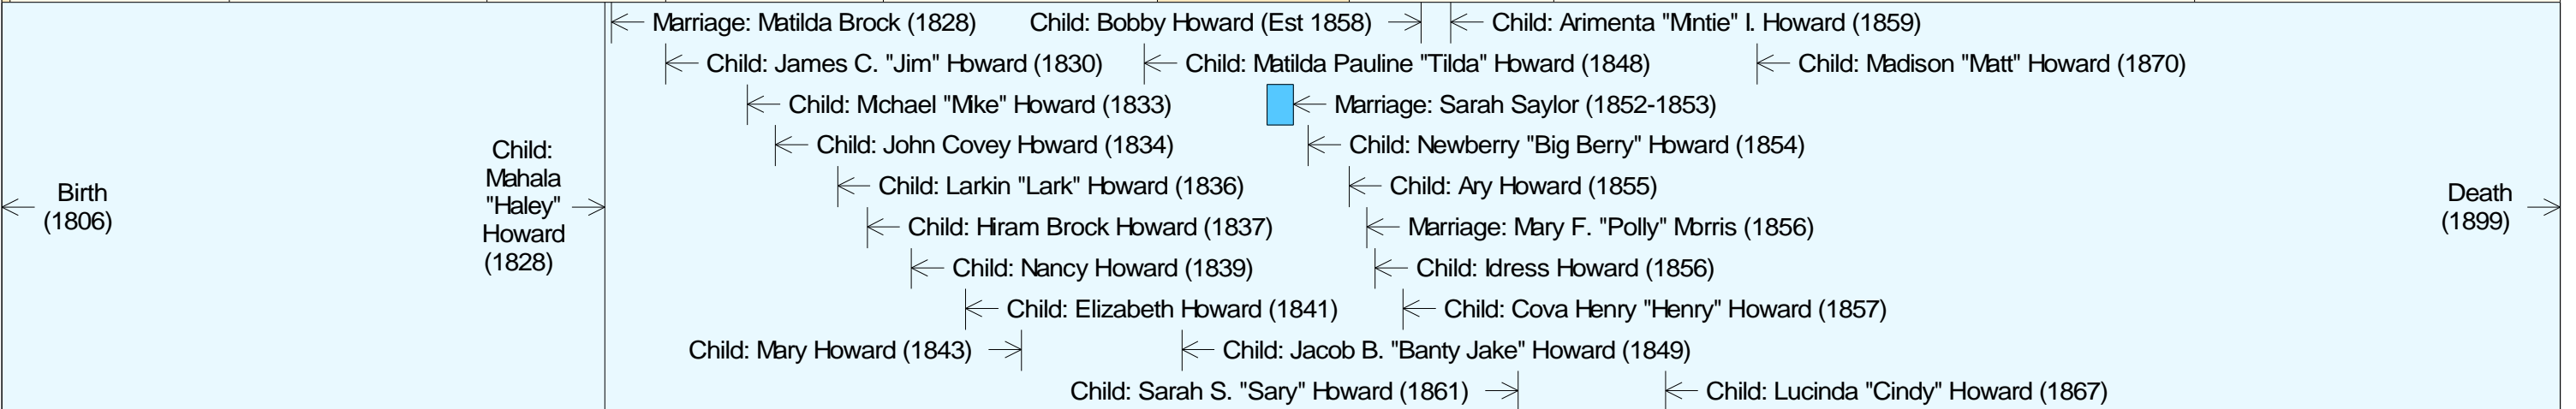 Marriage: Matilda Brock (1828) Child: Bobby Howard (Est 1858) Child: Arimenta "Mintie" I. Howard (1859)
Child: James C. "Jim" Howard (1830) Child: Matilda Pauline "Tilda" Howard (1848) Child: Madison "Matt" Howard (1870)
Child: Michael "Mike" Howard (1833) Marriage: Sarah Saylor (1852-1853)
Child: John Covey Howard (1834) Child: Newberry "Big Berry" Howard (1854)
Child:
Mahala
"Haley"
Howard
(1828)
Birth
(1806)
Child: Larkin "Lark" Howard (1836) Child: Ary Howard (1855)
Death
(1899)
Child: Hiram Brock Howard (1837) Marriage: Mary F. "Polly" Morris (1856)
Child: Nancy Howard (1839) Child: Idress Howard (1856)
Child: Elizabeth Howard (1841) Child: Cova Henry "Henry" Howard (1857)
Child: Mary Howard (1843) Child: Jacob B. "Banty Jake" Howard (1849)
Child: Sarah S. "Sary" Howard (1861) Child: Lucinda "Cindy" Howard (1867)